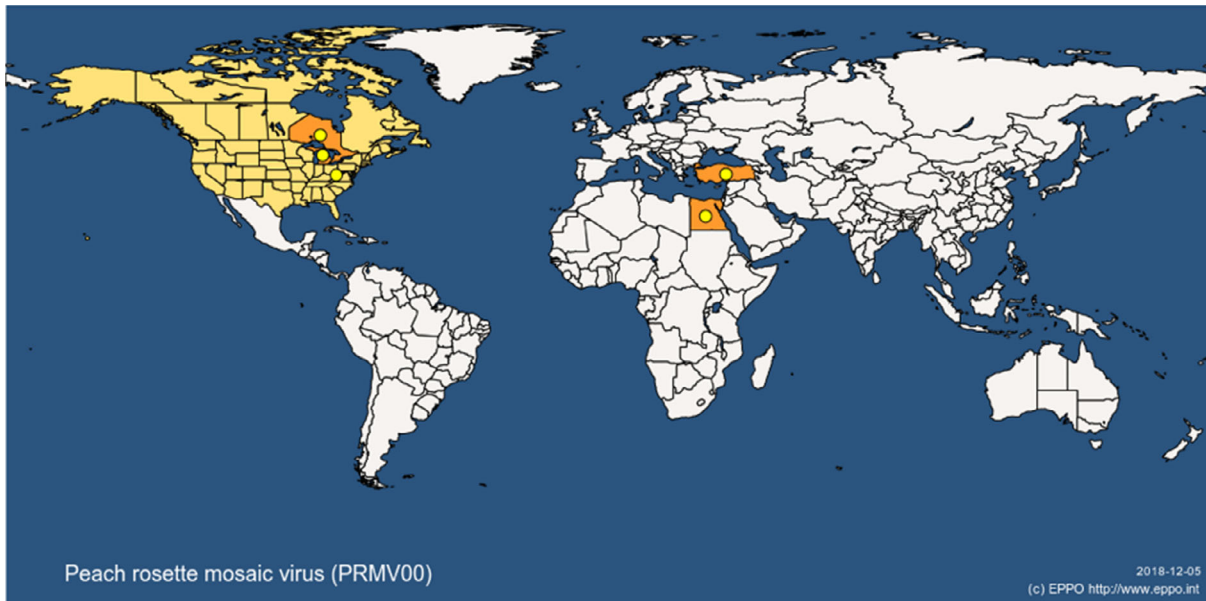 Peach rosette mosaic virus (PRMV00)
2018-12-05
(c) EPPO http://www.eppo.int